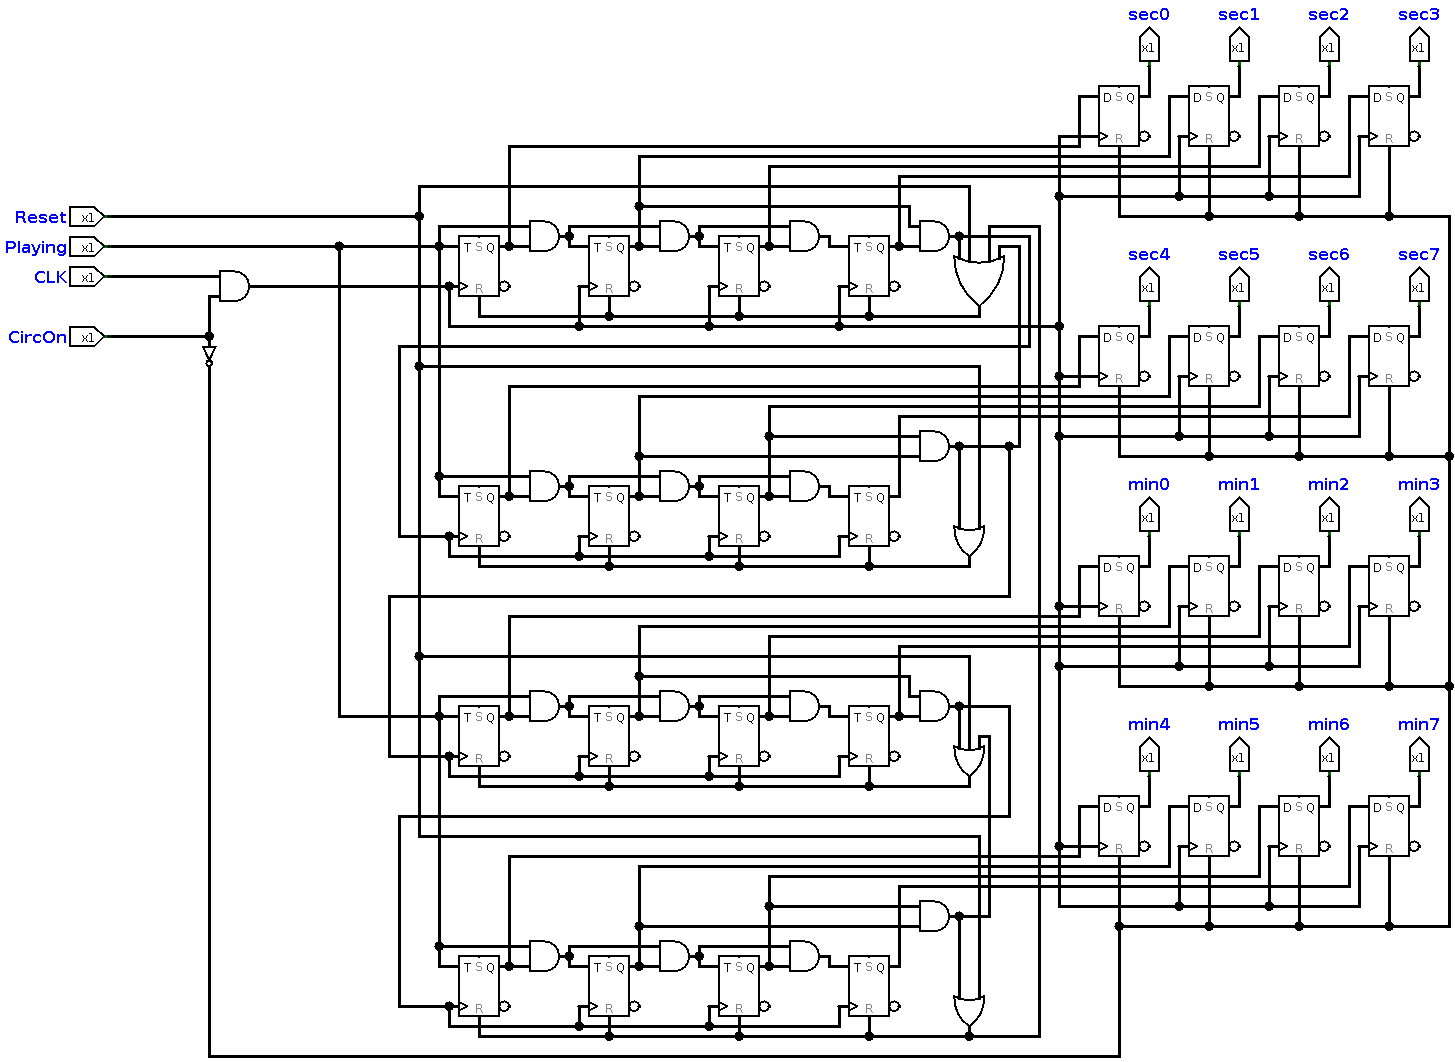 sec0 sec1 sec2 sec3
x1 x1 x1 x1
D S Q D S Q D S Q D S Q
R R R R
Reset x1
Playing x1
T S Q T S Q T S Q T S Q
CLK x1
R R R R
CircOn x1
sec4 sec5 sec6 sec7
x1 x1 x1 x1
D S Q D S Q D S Q D S Q
R R R R
T S Q T S Q T S Q T S Q
R R R R
min0 min1 min2 min3
x1 x1 x1 x1
D S Q D S Q D S Q D S Q
R R R R
T S Q T S Q T S Q T S Q
R R R R
min4 min5 min6 min7
x1 x1 x1 x1
D S Q D S Q D S Q D S Q
R R R R
T S Q T S Q T S Q T S Q
R R R R